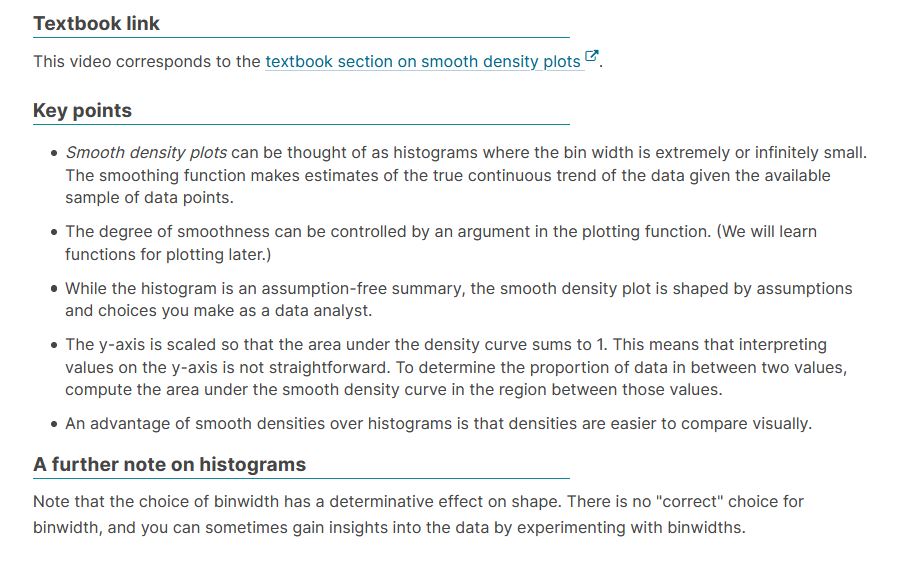 Textbook link
This video corresponds to the textbook section on smooth density plots.
Key points
• Smooth density plots can be thought of as histograms where the bin width is extremely or infinitely small.
The smoothing function makes estimates of the true continuous trend of the data given the available
sample of data points.
• The degree of smoothness can be controlled by an argument in the plotting function. (We will learn
functions for plotting later.)
• While the histogram is an assumption-free summary, the smooth density plot is shaped by assumptions
and choices you make as a data analyst.
• The y-axis is scaled so that the area under the density curve sums to 1. This means that interpreting
values on the y-axis is not straightforward. To determine the proportion of data in between two values,
compute the area under the smooth density curve in the region between those values.
• An advantage of smooth densities over histograms is that densities are easier to compare visually.
A further note on histograms
Note that the choice of binwidth has a determinative effect on shape. There is no "correct" choice for
binwidth, and you can sometimes gain insights into the data by experimenting with binwidths.